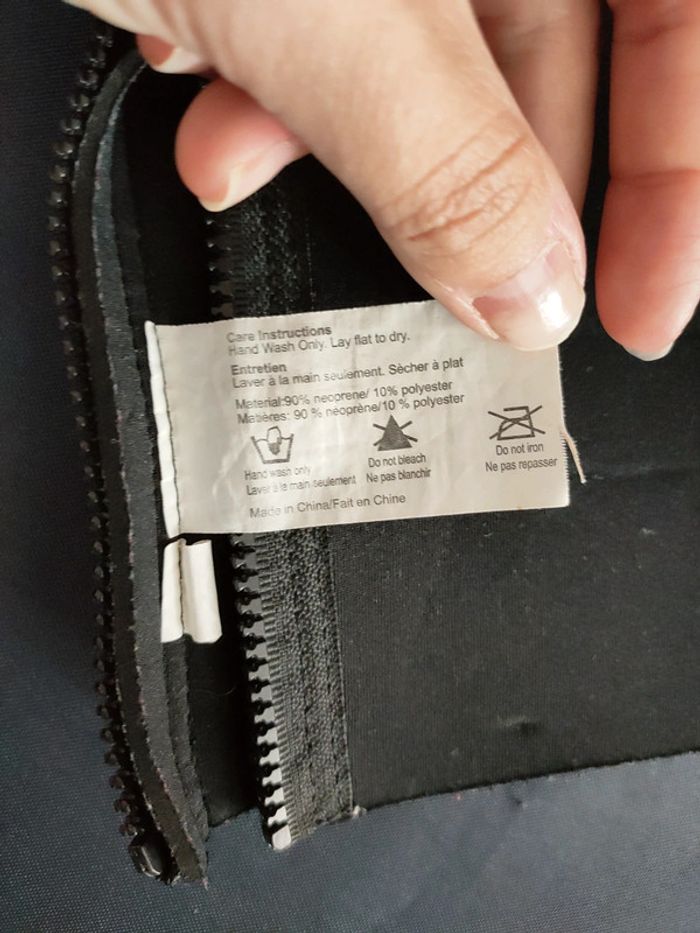 Care Instructions
Hand Wash Only. Lay flat to dry.
Entretien
Laver à la main seulement. Sècher à plat
Material:90% neoprene/ 10% polyester
Matières: 90 % neoprène/10 % polyester
Hand wash only
Laver à la main seulement
Do not bleach
Ne pas blanchir
Do not iron
Ne pas repasser
Made in China/Fait en Chine